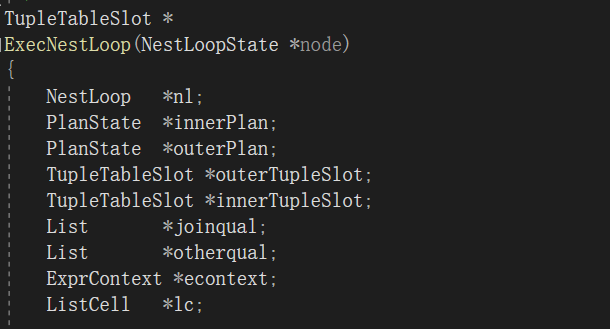 TupleTableSlot *
ExecNestLoop(NestLoopState *node)
{
    NestLoop   *nl;
    PlanState  *innerPlan;
    PlanState  *outerPlan;
    TupleTableSlot *outerTupleSlot;
    TupleTableSlot *innerTupleSlot;
    List       *joinqual;
    List       *otherqual;
    ExprContext *econtext;
    ListCell   *lc;